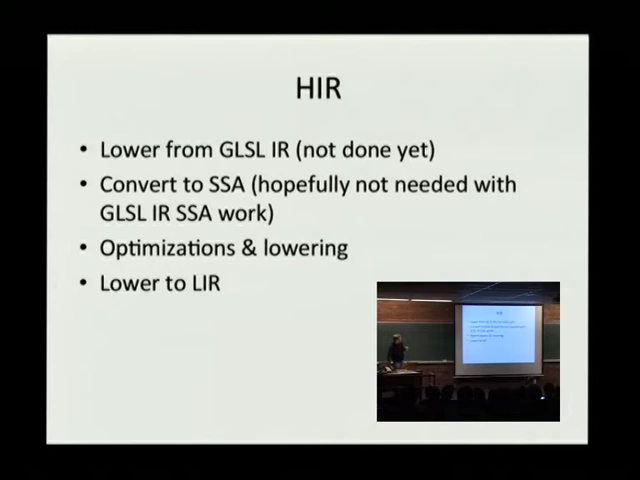 HIR
• Lower from GLSL IR (not done yet)
• Convert to SSA (hopefully not needed with
GLSL IR SSA work)
• Optimizations & lowering
• Lower to LIR
HIR